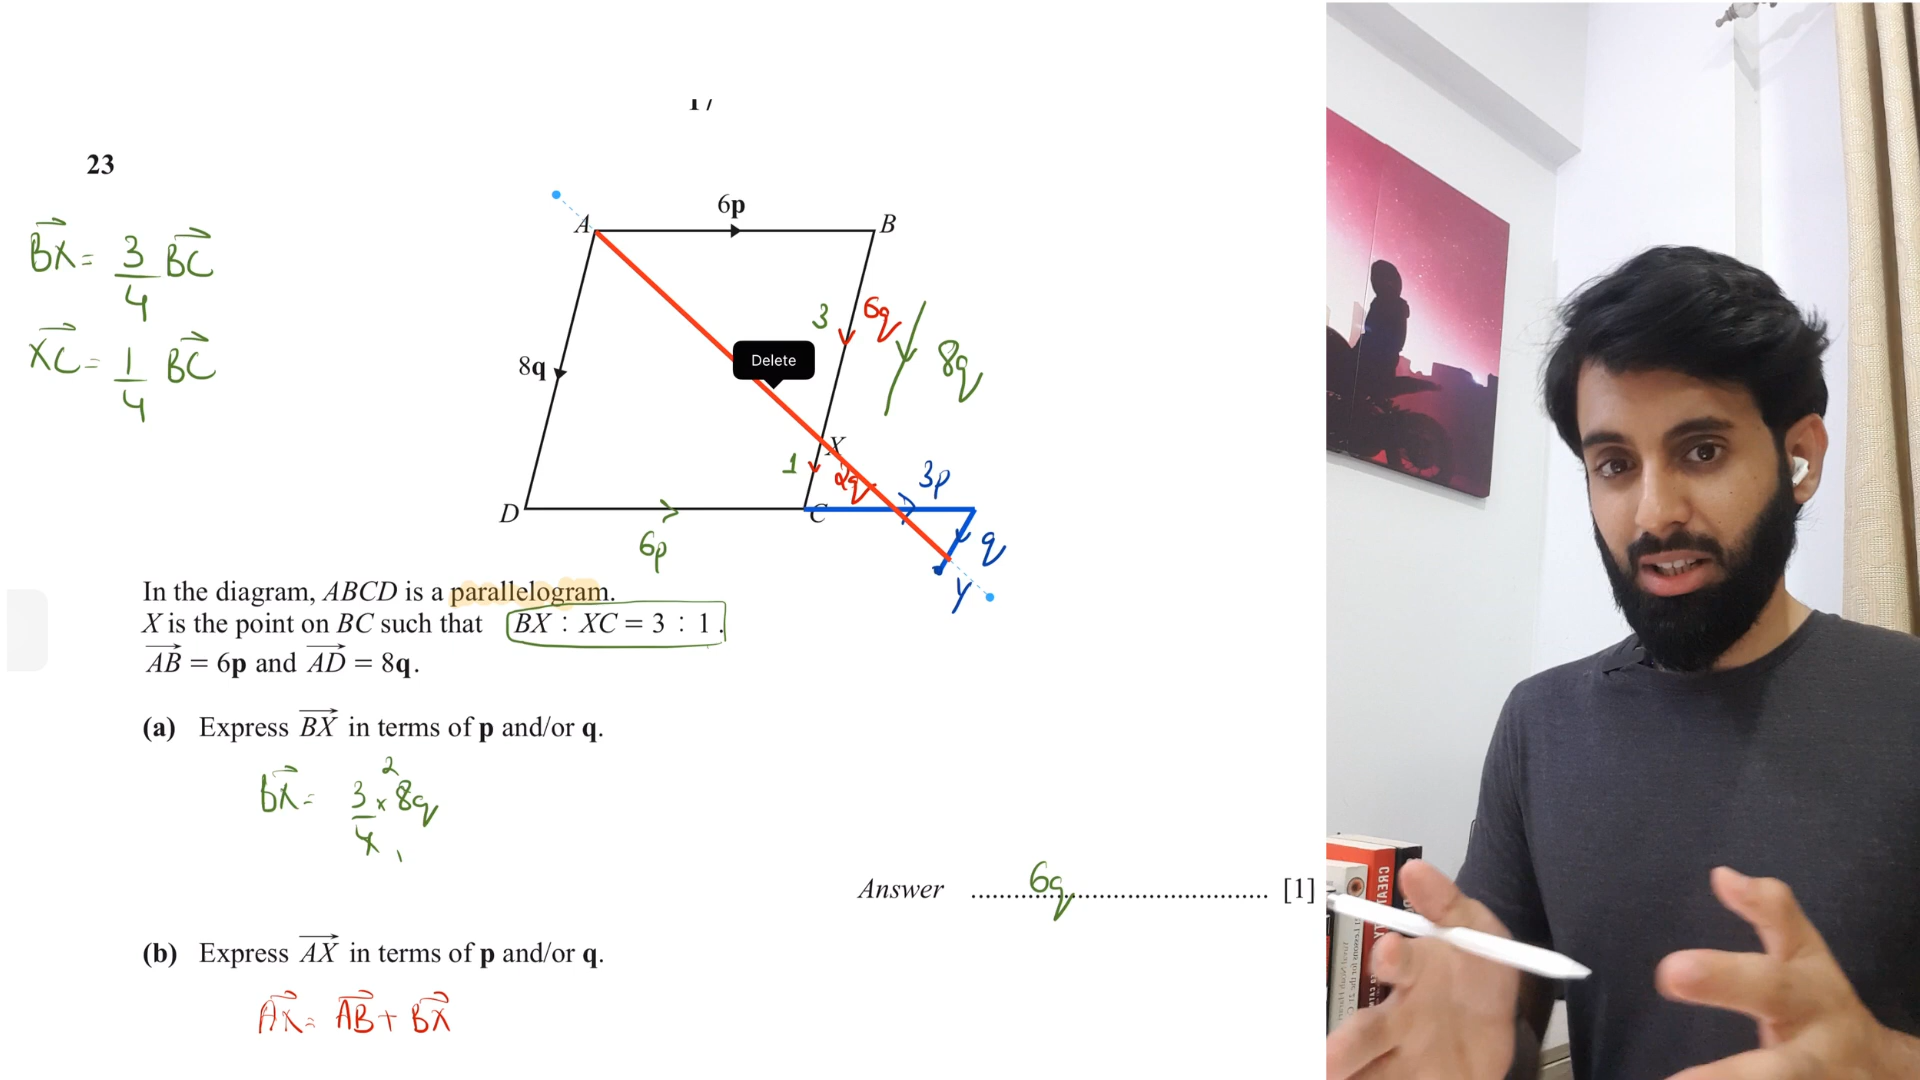 17
23
BX = 3/4 BC
XC = 1/4 BC
A
6p
B
3
6q
8q
8q
Delete
X
1
2q
3p
D
C
6p
q
Y
In the diagram, ABCD is a parallelogram.
X is the point on BC such that BX : XC = 3 : 1.
AB = 6p and AD = 8q.
(a) Express BX in terms of p and/or q.
BX = 3/4 × 8q
2
1
Answer ........6q........ [1]
(b) Express AX in terms of p and/or q.
AX = AB + BX